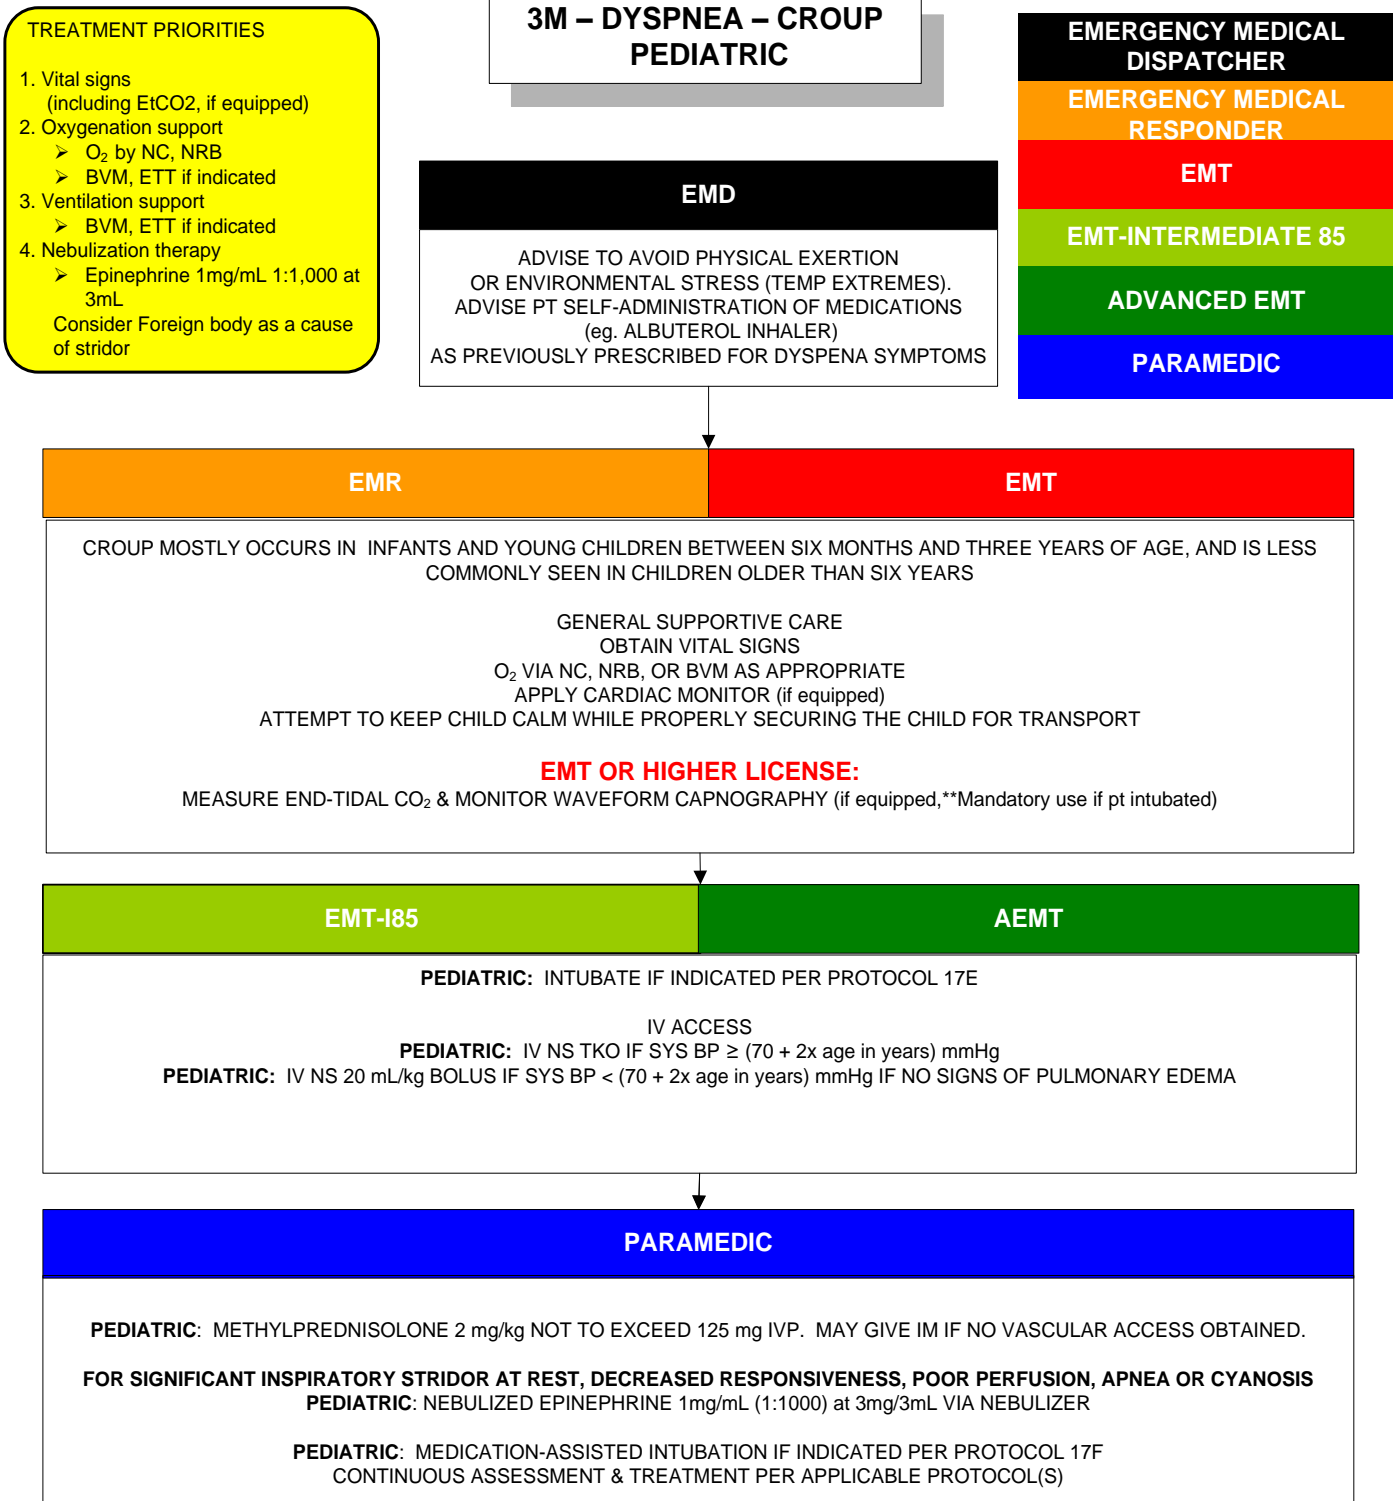 TREATMENT PRIORITIES
1. Vital signs
(including EtCO2, if equipped)
2. Oxygenation support
➢ O₂ by NC, NRB
➢ BVM, ETT if indicated
3. Ventilation support
➢ BVM, ETT if indicated
4. Nebulization therapy
➢ Epinephrine 1mg/mL 1:1,000 at
3mL
Consider Foreign body as a cause
of stridor
3M – DYSPNEA – CROUP
PEDIATRIC
EMERGENCY MEDICAL
DISPATCHER
EMERGENCY MEDICAL
RESPONDER
EMT
EMT-INTERMEDIATE 85
ADVANCED EMT
PARAMEDIC
EMD
ADVISE TO AVOID PHYSICAL EXERTION
OR ENVIRONMENTAL STRESS (TEMP EXTREMES).
ADVISE PT SELF-ADMINISTRATION OF MEDICATIONS
(eg. ALBUTEROL INHALER)
AS PREVIOUSLY PRESCRIBED FOR DYSPENA SYMPTOMS
EMR
EMT
CROUP MOSTLY OCCURS IN INFANTS AND YOUNG CHILDREN BETWEEN SIX MONTHS AND THREE YEARS OF AGE, AND IS LESS
COMMONLY SEEN IN CHILDREN OLDER THAN SIX YEARS
GENERAL SUPPORTIVE CARE
OBTAIN VITAL SIGNS
O₂ VIA NC, NRB, OR BVM AS APPROPRIATE
APPLY CARDIAC MONITOR (if equipped)
ATTEMPT TO KEEP CHILD CALM WHILE PROPERLY SECURING THE CHILD FOR TRANSPORT
EMT OR HIGHER LICENSE:
MEASURE END-TIDAL CO₂ & MONITOR WAVEFORM CAPNOGRAPHY (if equipped,**Mandatory use if pt intubated)
EMT-I85
AEMT
PEDIATRIC: INTUBATE IF INDICATED PER PROTOCOL 17E
IV ACCESS
PEDIATRIC: IV NS TKO IF SYS BP ≥ (70 + 2x age in years) mmHg
PEDIATRIC: IV NS 20 mL/kg BOLUS IF SYS BP < (70 + 2x age in years) mmHg IF NO SIGNS OF PULMONARY EDEMA
PARAMEDIC
PEDIATRIC: METHYLPREDNISOLONE 2 mg/kg NOT TO EXCEED 125 mg IVP. MAY GIVE IM IF NO VASCULAR ACCESS OBTAINED.
FOR SIGNIFICANT INSPIRATORY STRIDOR AT REST, DECREASED RESPONSIVENESS, POOR PERFUSION, APNEA OR CYANOSIS
PEDIATRIC: NEBULIZED EPINEPHRINE 1mg/mL (1:1000) at 3mg/3mL VIA NEBULIZER
PEDIATRIC: MEDICATION-ASSISTED INTUBATION IF INDICATED PER PROTOCOL 17F
CONTINUOUS ASSESSMENT & TREATMENT PER APPLICABLE PROTOCOL(S)